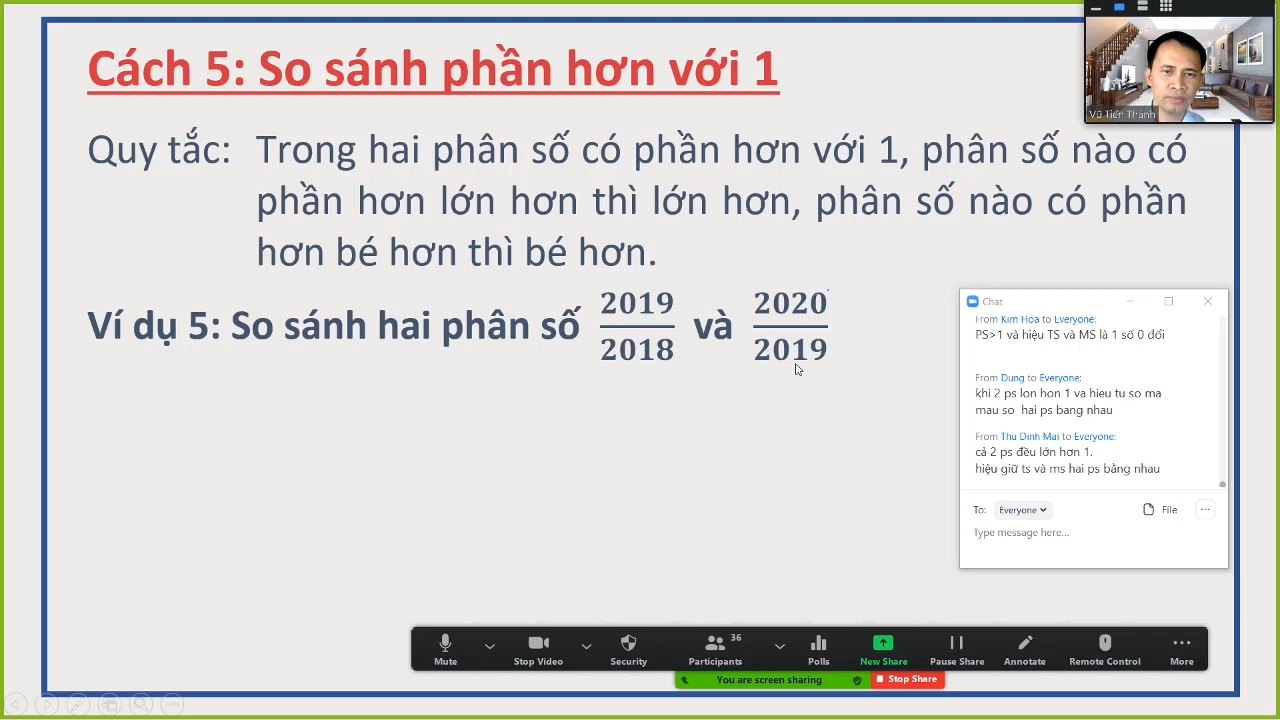 Cách 5: So sánh phần hơn với 1
Vũ Tiến Thành
Quy tắc: Trong hai phân số có phần hơn với 1, phân số nào có
phần hơn lớn hơn thì lớn hơn, phân số nào có phần
hơn bé hơn thì bé hơn.
Ví dụ 5: So sánh hai phân số 2019/2018 và 2020/2019
Chat
From Kim Hoa to Everyone:
PS>1 và hiệu TS và MS là 1 số 0 đổi
From Dung to Everyone:
khi 2 ps lon hon 1 va hieu tu so ma
mau so hai ps bang nhau
From Thu Dinh Mai to Everyone:
cả 2 ps đều lớn hơn 1.
hiệu giữ ts và ms hai ps bằng nhau
To: Everyone File
Type message here...
Mute
Stop Video
Security
Participants 36
Polls
New Share
Pause Share
Annotate
Remote Control
More
You are screen sharing
Stop Share